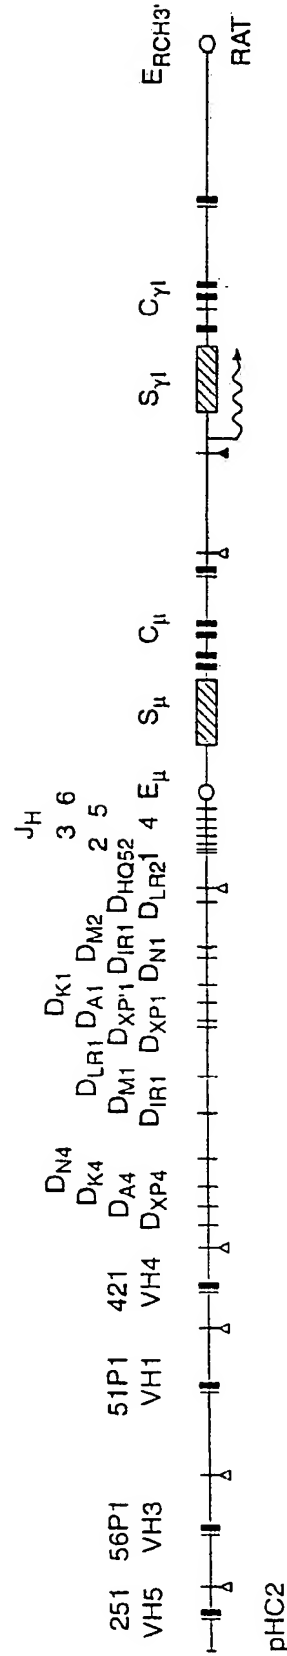 JH
DN4 DK1 3 6
DK4 DLR1 DA1 DM2 2 5
251 56P1 51P1 421 DA4 DM1 DXP'1 DIR1 DHQ52
VH5 VH3 VH1 VH4 DXP4 DIR1 DXP1 DN1 DLR2 1 4 Eμ Sμ Cμ Sγ1 Cγ1 ERCH3'
RAT
pHC2